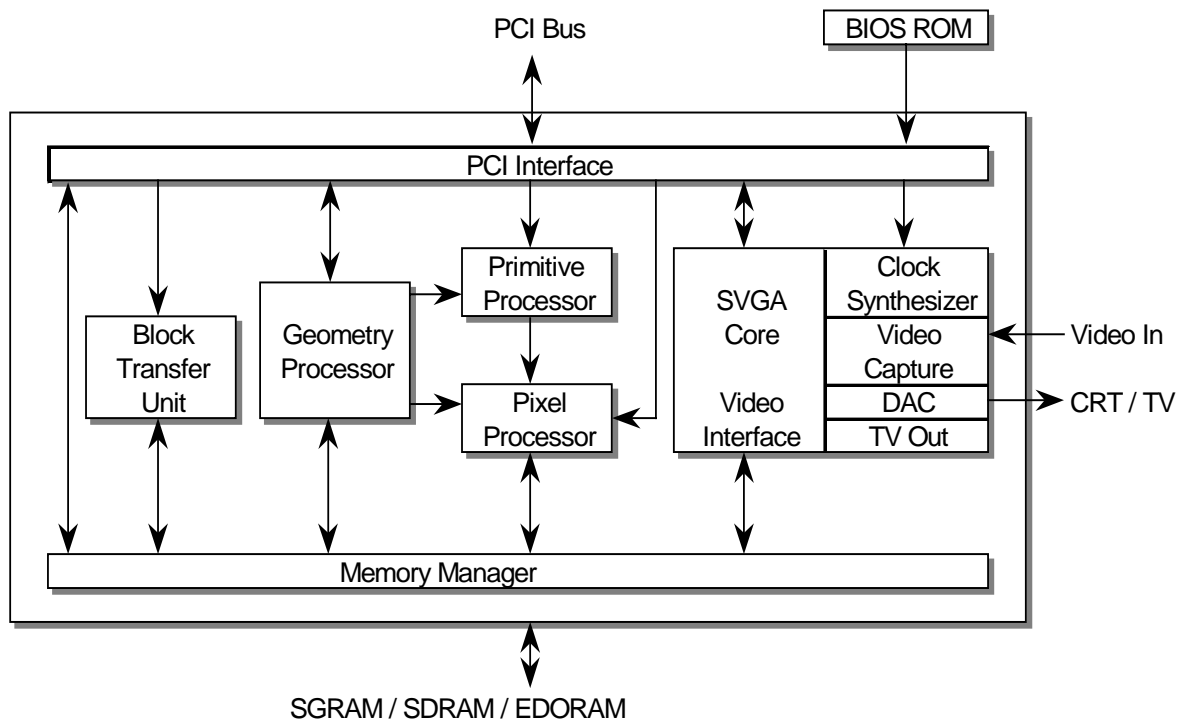 PCI Bus
BIOS ROM
PCI Interface
Primitive
Processor
Clock
Synthesizer
SVGA
Core
Geometry
Processor
Block
Transfer
Unit
Video
Capture
Video In
Pixel
Processor
Video
Interface
DAC
TV Out
CRT / TV
Memory Manager
SGRAM / SDRAM / EDORAM